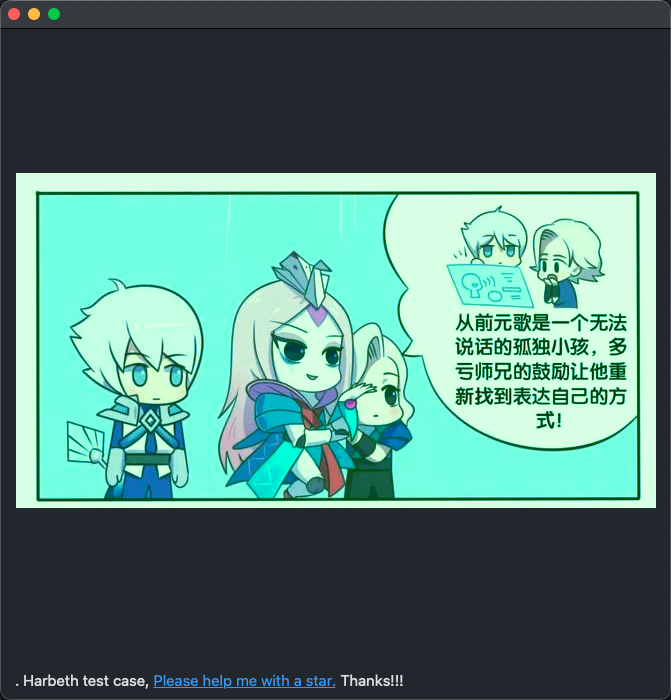 从前元歌是一个无法
说话的孤独小孩，多
亏师兄的鼓励让他重
新找到表达自己的方
式！
. Harbeth test case, Please help me with a star. Thanks!!!